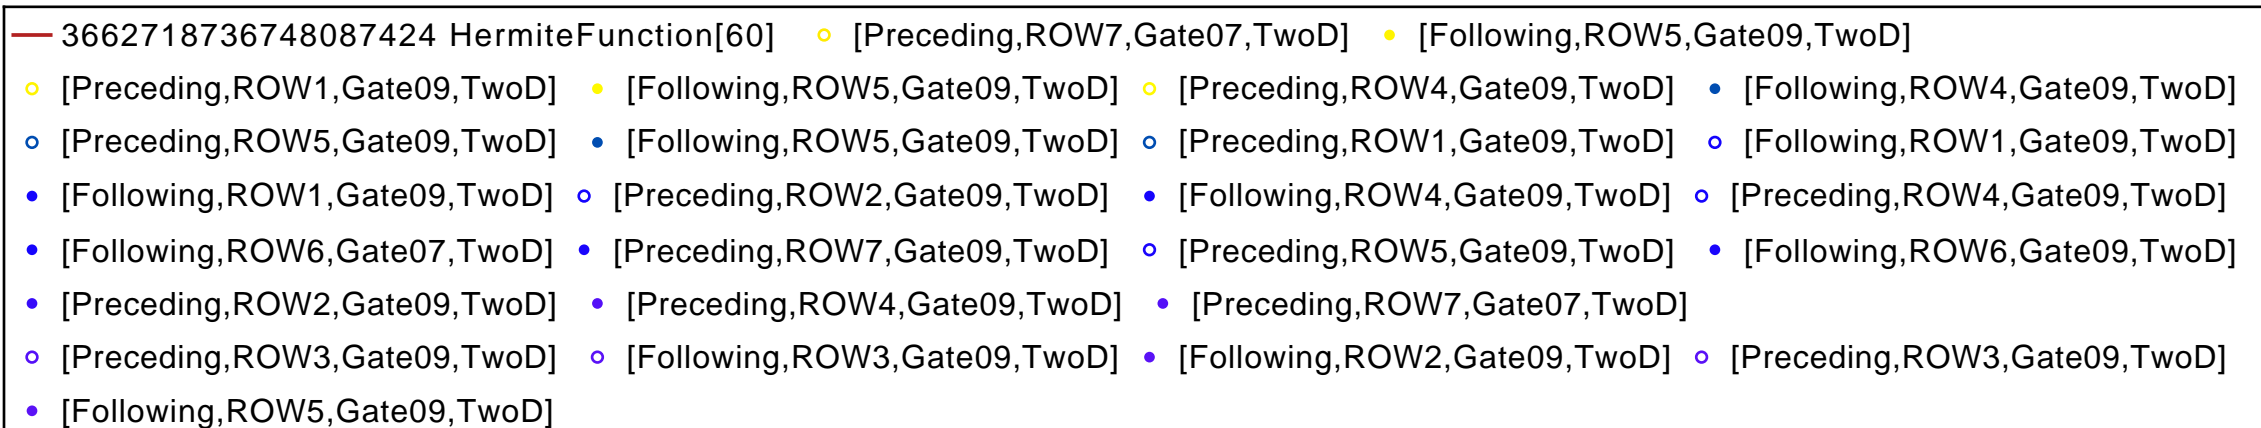 3662718736748087424 HermiteFunction[60] [Preceding,ROW7,Gate07,TwoD] [Following,ROW5,Gate09,TwoD]
[Preceding,ROW1,Gate09,TwoD] [Following,ROW5,Gate09,TwoD] [Preceding,ROW4,Gate09,TwoD] [Following,ROW4,Gate09,TwoD]
[Preceding,ROW5,Gate09,TwoD] [Following,ROW5,Gate09,TwoD] [Preceding,ROW1,Gate09,TwoD] [Following,ROW1,Gate09,TwoD]
[Following,ROW1,Gate09,TwoD] [Preceding,ROW2,Gate09,TwoD] [Following,ROW4,Gate09,TwoD] [Preceding,ROW4,Gate09,TwoD]
[Following,ROW6,Gate07,TwoD] [Preceding,ROW7,Gate09,TwoD] [Preceding,ROW5,Gate09,TwoD] [Following,ROW6,Gate09,TwoD]
[Preceding,ROW2,Gate09,TwoD] [Preceding,ROW4,Gate09,TwoD] [Preceding,ROW7,Gate07,TwoD]
[Preceding,ROW3,Gate09,TwoD] [Following,ROW3,Gate09,TwoD] [Following,ROW2,Gate09,TwoD] [Preceding,ROW3,Gate09,TwoD]
[Following,ROW5,Gate09,TwoD]